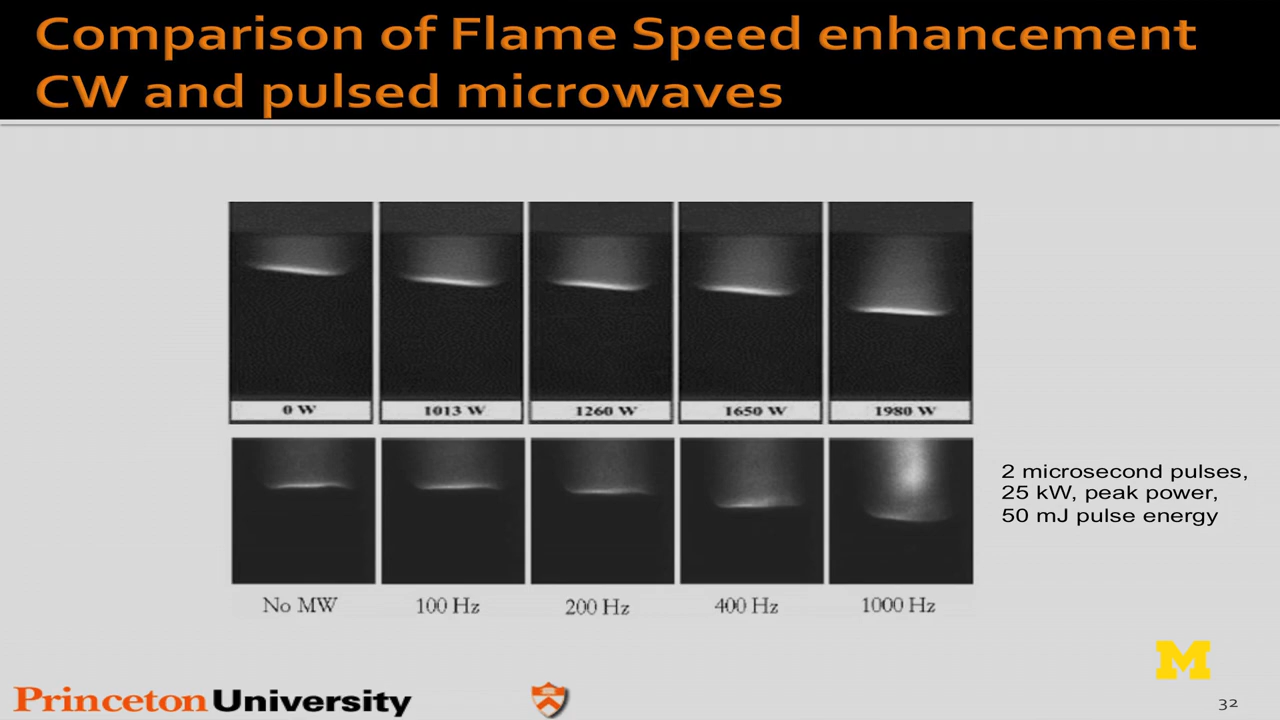 Comparison of Flame Speed enhancement
CW and pulsed microwaves
0 W
1013 W
1260 W
1650 W
1980 W
2 microsecond pulses,
25 kW, peak power,
50 mJ pulse energy
No MW
100 Hz
200 Hz
400 Hz
1000 Hz
M
Princeton University
32